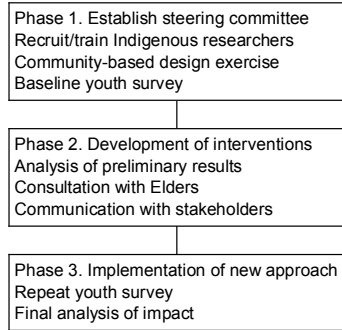 Phase 1. Establish steering committee
Recruit/train Indigenous researchers
Community-based design exercise
Baseline youth survey
Phase 2. Development of interventions
Analysis of preliminary results
Consultation with Elders
Communication with stakeholders
Phase 3. Implementation of new approach
Repeat youth survey
Final analysis of impact